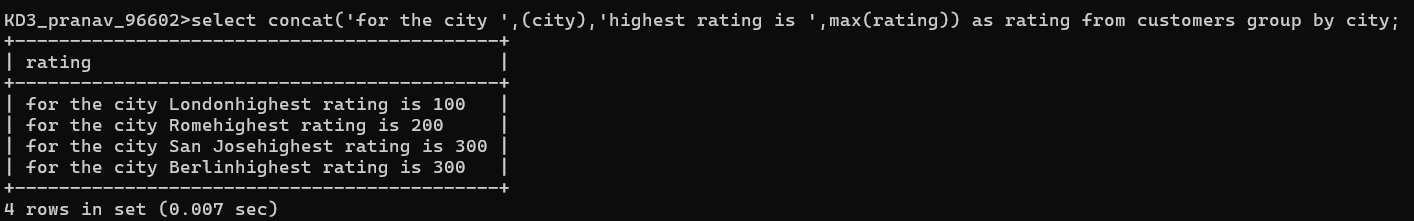 KD3_pranav_96602>select concat('for the city ',(city),'highest rating is ',max(rating)) as rating from customers group by city;
+--------------------------------------------+
| rating                                     |
+--------------------------------------------+
| for the city Londonhighest rating is 100   |
| for the city Romehighest rating is 200     |
| for the city San Josehighest rating is 300 |
| for the city Berlinhighest rating is 300   |
+--------------------------------------------+
4 rows in set (0.007 sec)